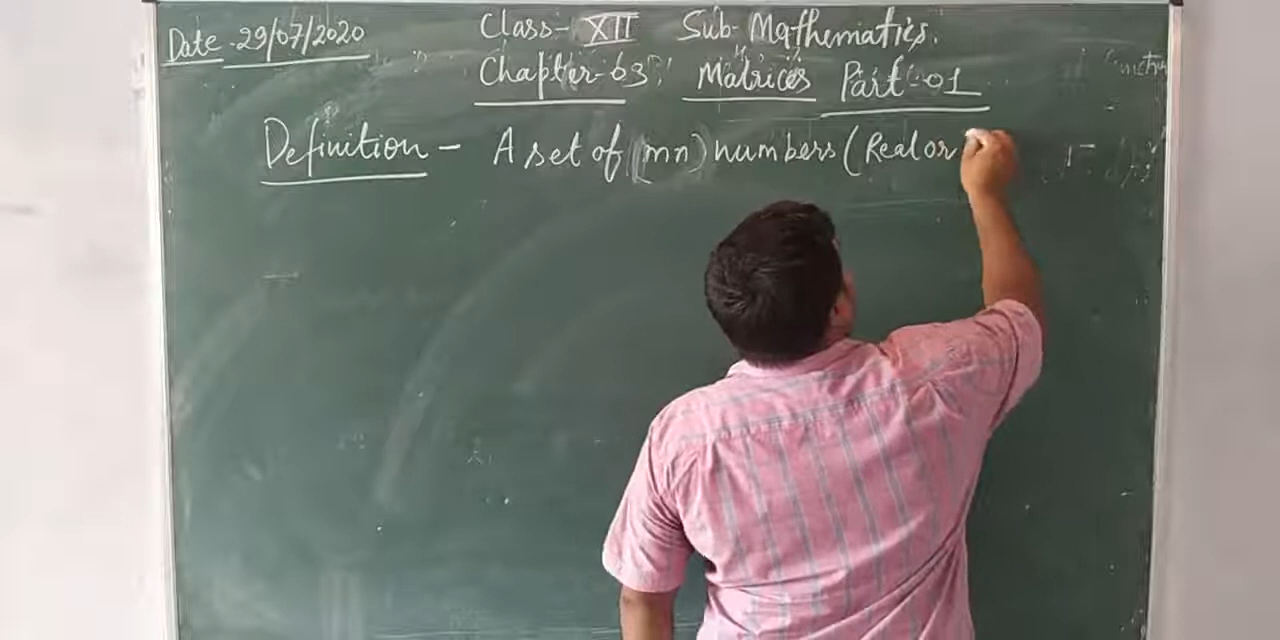 Date-29/07/2020
Class-XII Sub-Mathematics.
Chapter-03 Matrices Part-01
Definition- A set of (mn) numbers (Real or